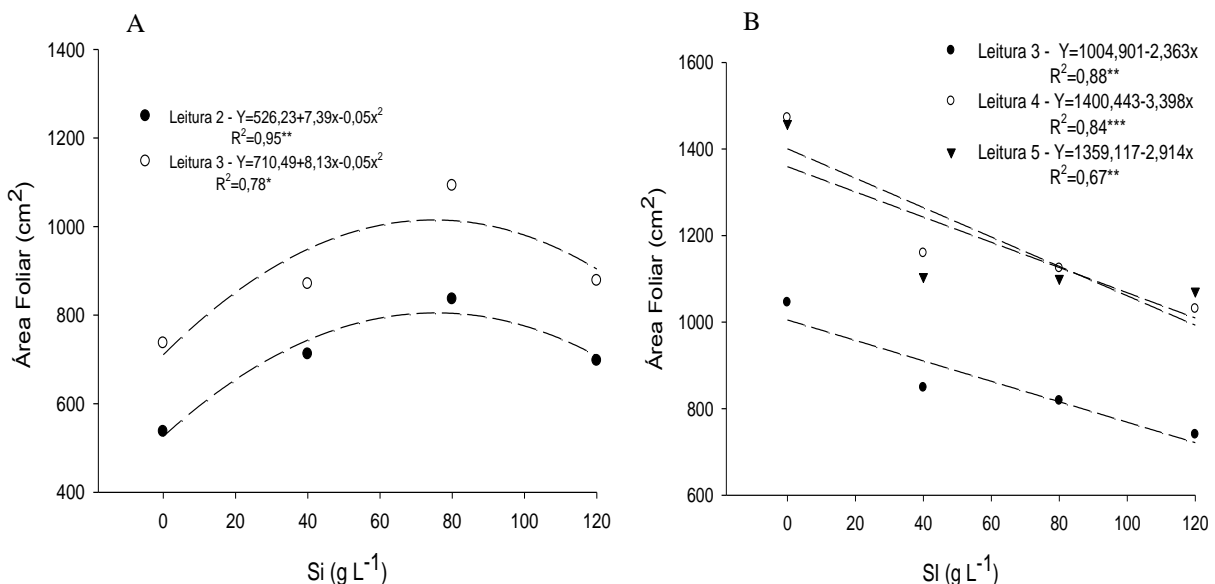 A
1400
1200
1000
800
600
400
Área Foliar (cm2)
Leitura 2 - Y=526,23+7,39x-0,05x2
R2=0,95**
Leitura 3 - Y=710,49+8,13x-0,05x2
R2=0,78*
0 20 40 60 80 100 120
Si (g L-1)
B
1600
1400
1200
1000
800
600
Área Foliar (cm2)
Leitura 3 - Y=1004,901-2,363x
R2=0,88**
Leitura 4 - Y=1400,443-3,398x
R2=0,84***
Leitura 5 - Y=1359,117-2,914x
R2=0,67**
0 20 40 60 80 100 120
SI (g L-1)